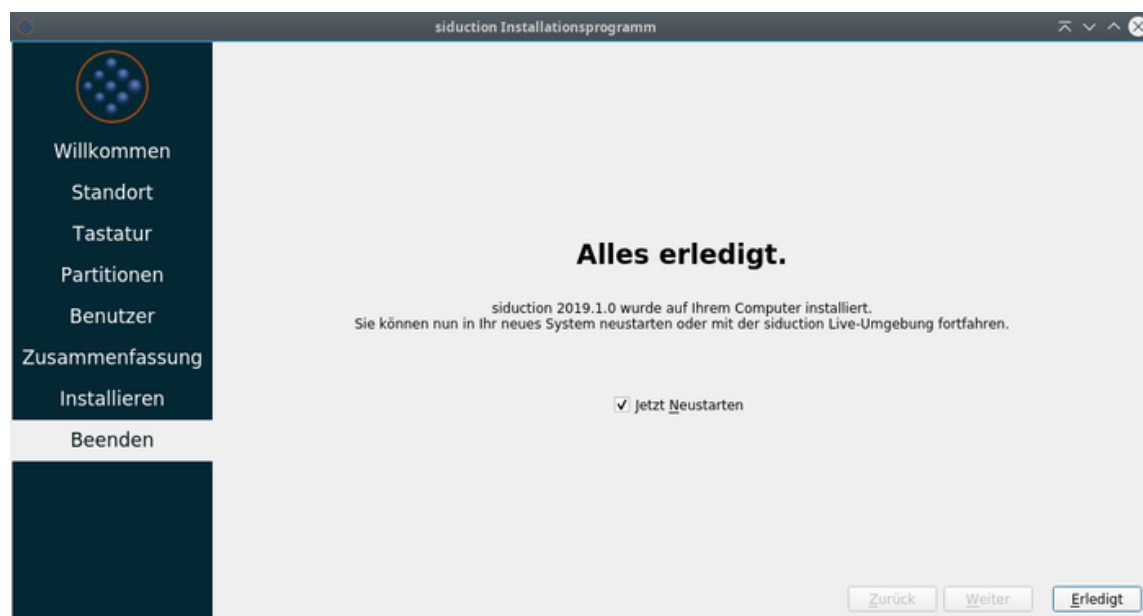 siduction Installationsprogramm
Willkommen
Standort
Tastatur
Partitionen
Benutzer
Zusammenfassung
Installieren
Beenden
Alles erledigt.
siduction 2019.1.0 wurde auf Ihrem Computer installiert.
Sie können nun in Ihr neues System neustarten oder mit der siduction Live-Umgebung fortfahren.
Jetzt Neustarten
Zurück Weiter Erledigt